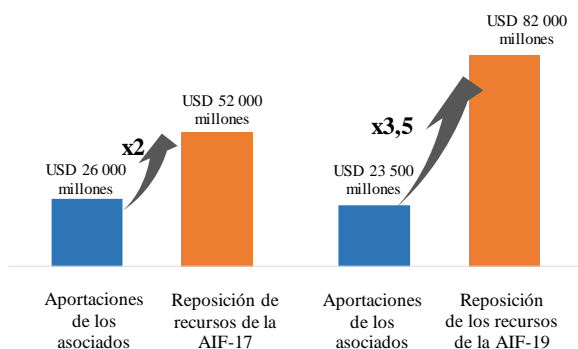 USD 82 000
millones
USD 52 000
millones
x3,5
x2
USD 26 000
millones
USD 23 500
millones
Aportaciones
de los
asociados
Reposición de
recursos de la
AIF-17
Aportaciones
de los
asociados
Reposición
de los recursos
de la AIF-19